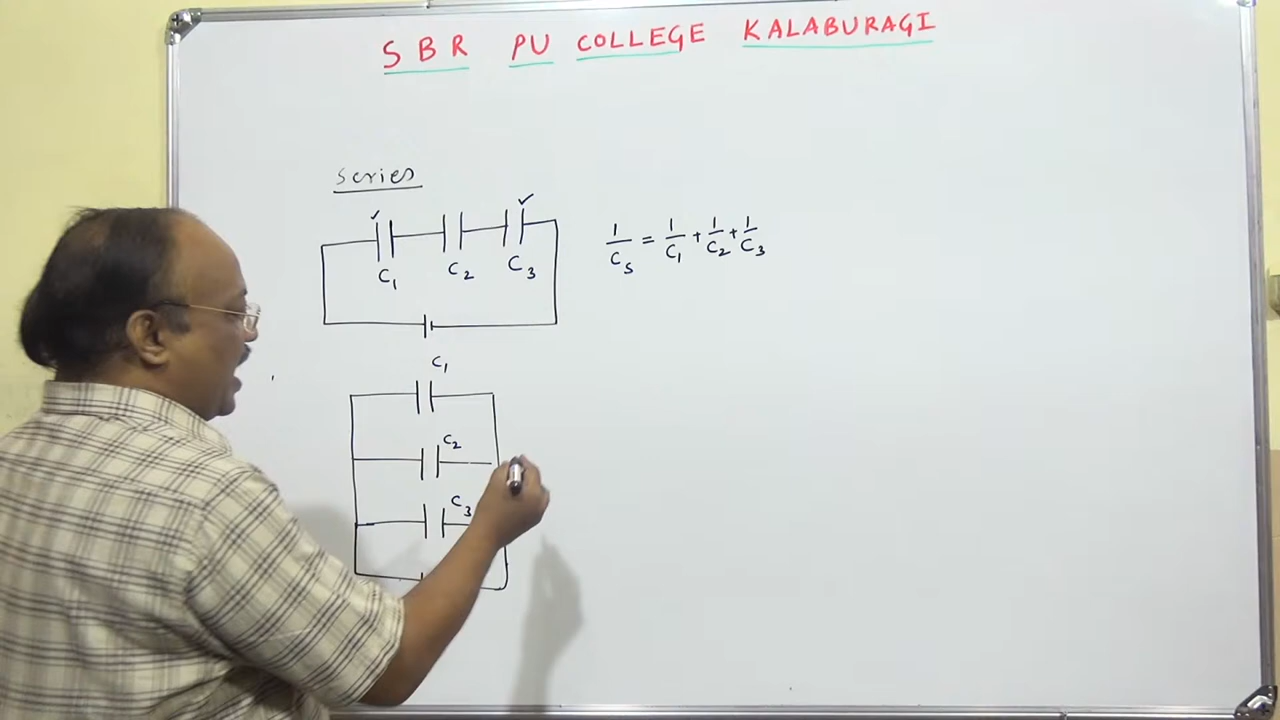 SBR PU COLLEGE KALABURAGI
Series
C₁ C₂ C₃
1/Cs = 1/C₁ + 1/C₂ + 1/C₃
C₁
C₂
C₃